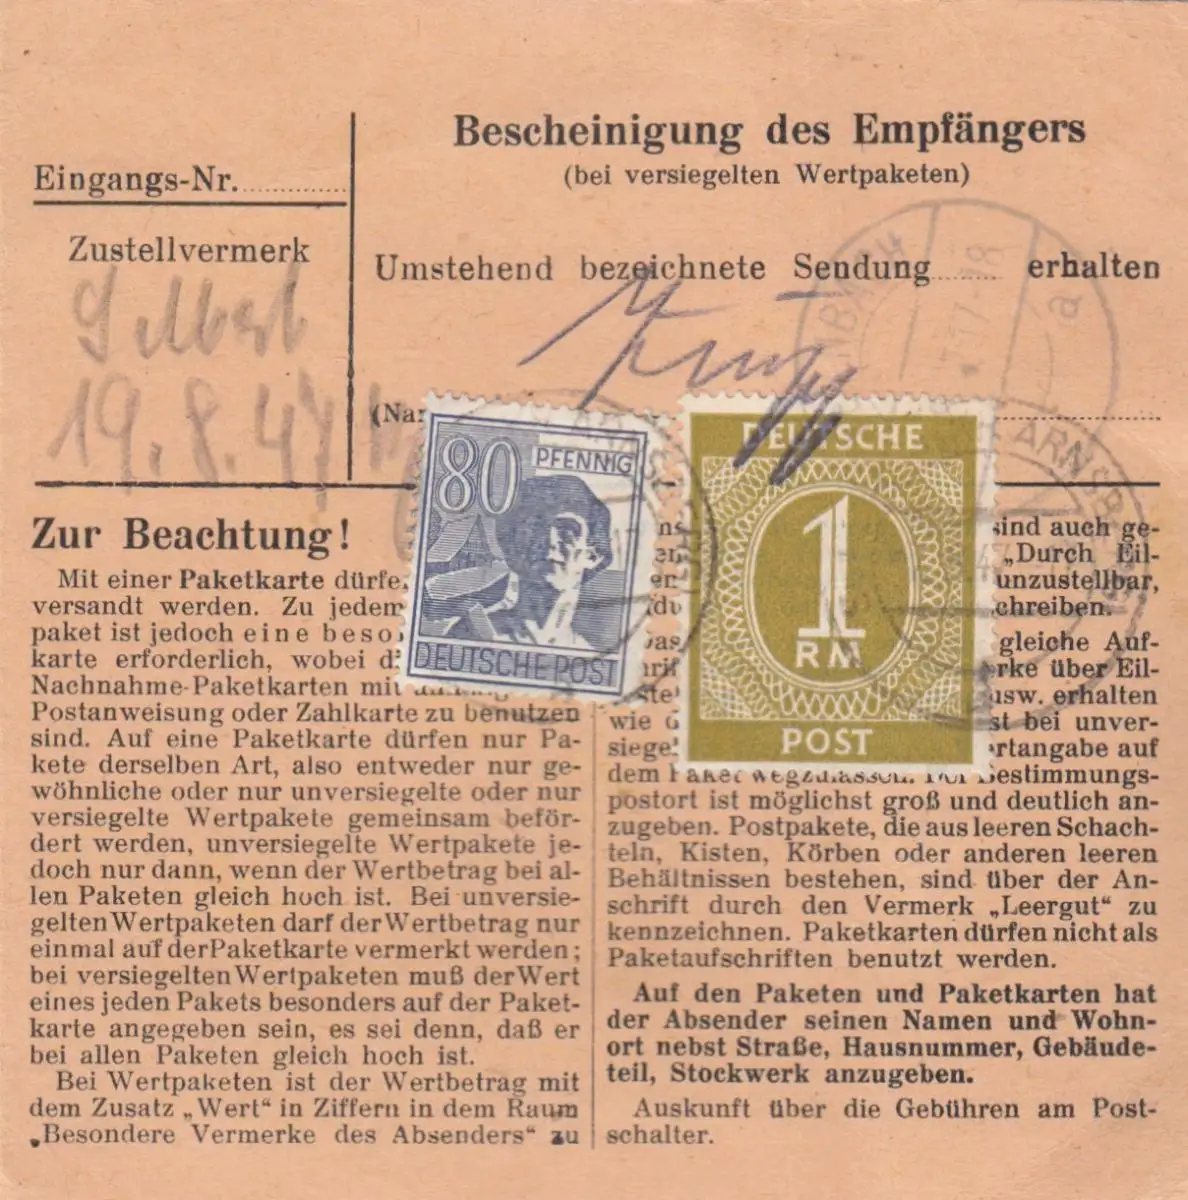 Bescheinigung des Empfängers
(bei versiegelten Wertpaketen)
Eingangs-Nr.
Zustellvermerk
Selbst
19.8.47
Umstehend bezeichnete Sendung erhalten
(Na
80 PFENNIG
DEUTSCHE POST
DEUTSCHE
1
RM
POST
ARNSB
a
Zur Beachtung!
Mit einer Paketkarte dürfe
versandt werden. Zu jedem
paket ist jedoch eine beso
karte erforderlich, wobei d
Nachnahme-Paketkarten mit
Postanweisung oder Zahlkarte zu benutzen
sind. Auf eine Paketkarte dürfen nur Pa-
kete derselben Art, also entweder nur ge-
wöhnliche oder nur unversiegelte oder nur
versiegelte Wertpakete gemeinsam beför-
dert werden, unversiegelte Wertpakete je-
doch nur dann, wenn der Wertbetrag bei al-
len Paketen gleich hoch ist. Bei unversie-
gelten Wertpaketen darf der Wertbetrag nur
einmal auf der Paketkarte vermerkt werden;
bei versiegelten Wertpaketen muß der Wert
eines jeden Pakets besonders auf der Paket-
karte angegeben sein, es sei denn, daß er
bei allen Paketen gleich hoch ist.
Bei Wertpaketen ist der Wertbetrag mit
dem Zusatz „Wert“ in Ziffern in dem Raum
„Besondere Vermerke des Absenders“ zu
sind auch ge-
„Durch Eil-
unzustellbar,
chreiben.
gleiche Auf-
rke über Eil-
usw. erhalten
wie st bei unver-
siege rtangabe auf
dem Paket wegzulassen. Der Bestimmungs-
postort ist möglichst groß und deutlich an-
zugeben. Postpakete, die aus leeren Schach-
teln, Kisten, Körben oder anderen leeren
Behältnissen bestehen, sind über der An-
schrift durch den Vermerk „Leergut“ zu
kennzeichnen. Paketkarten dürfen nicht als
Paketaufschriften benutzt werden.
Auf den Paketen und Paketkarten hat
der Absender seinen Namen und Wohn-
ort nebst Straße, Hausnummer, Gebäude-
teil, Stockwerk anzugeben.
Auskunft über die Gebühren am Post-
schalter.